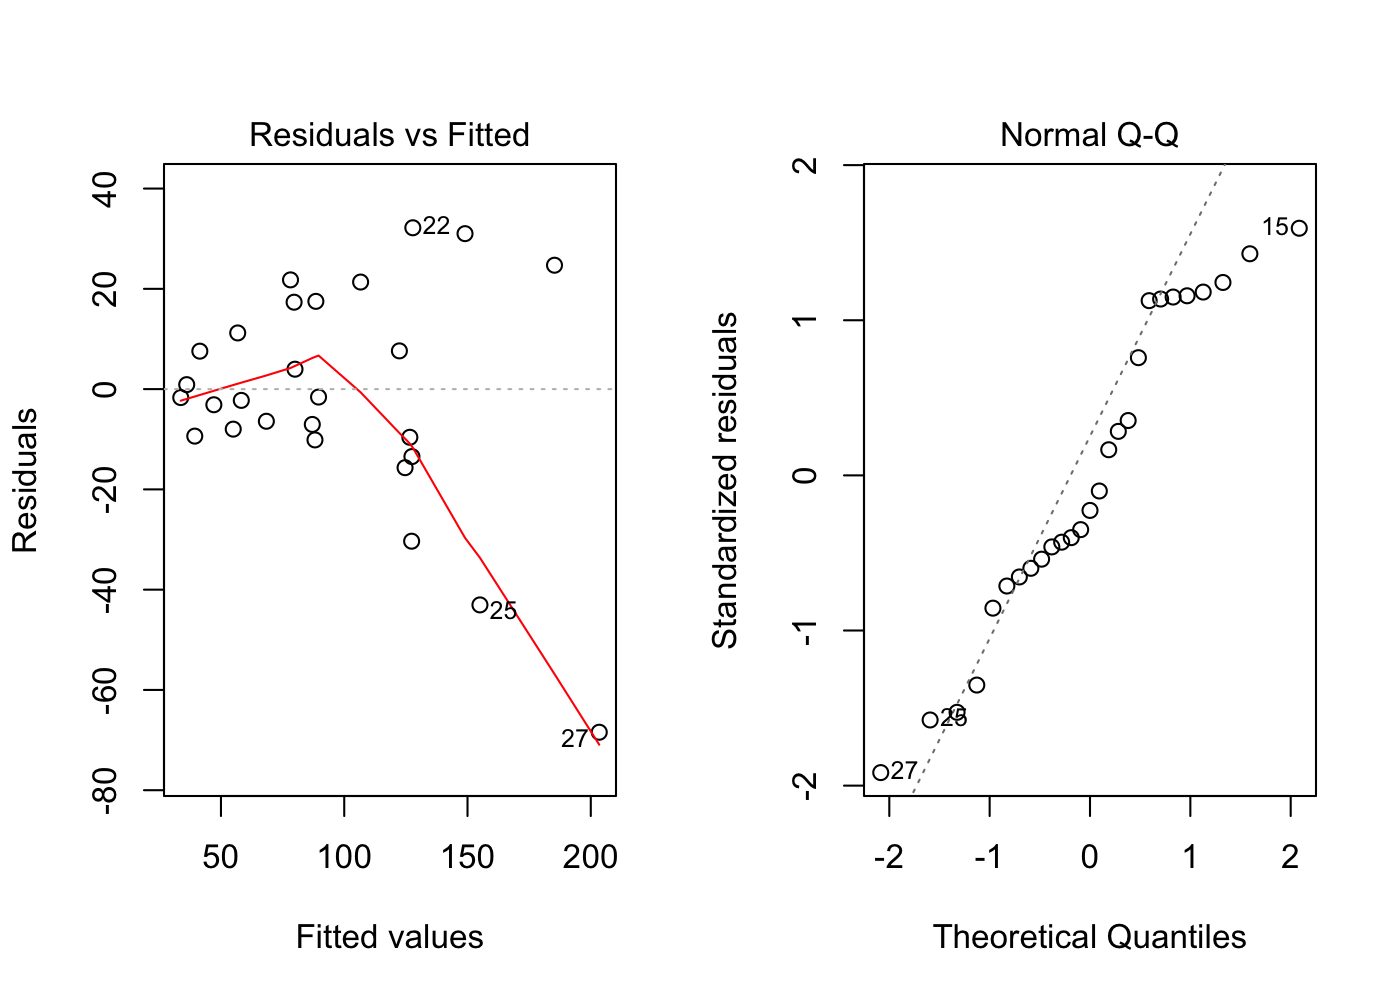 Residuals vs Fitted
40
20
0
-20
-40
-60
-80
Residuals
22
25
27
50 100 150 200
Fitted values
Normal Q-Q
2
1
0
-1
-2
Standardized residuals
15
25
27
-2 -1 0 1 2
Theoretical Quantiles